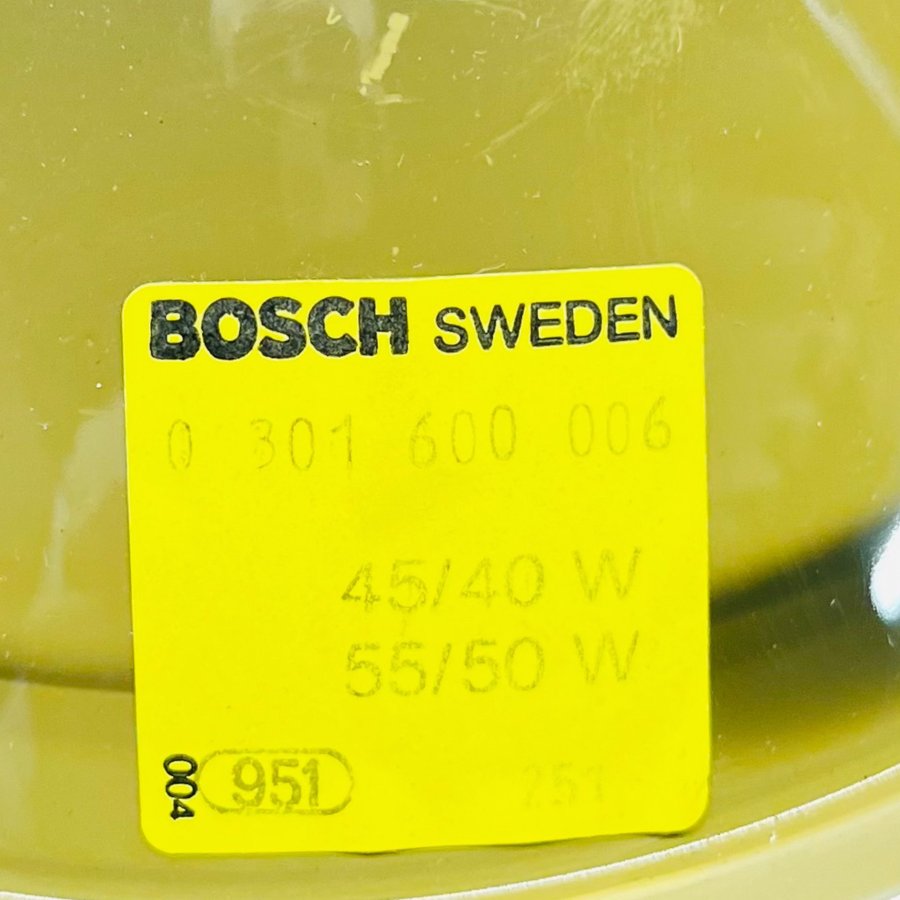 BOSCH SWEDEN
0 301 600 006
45/40 W
55/50 W
004 951 251